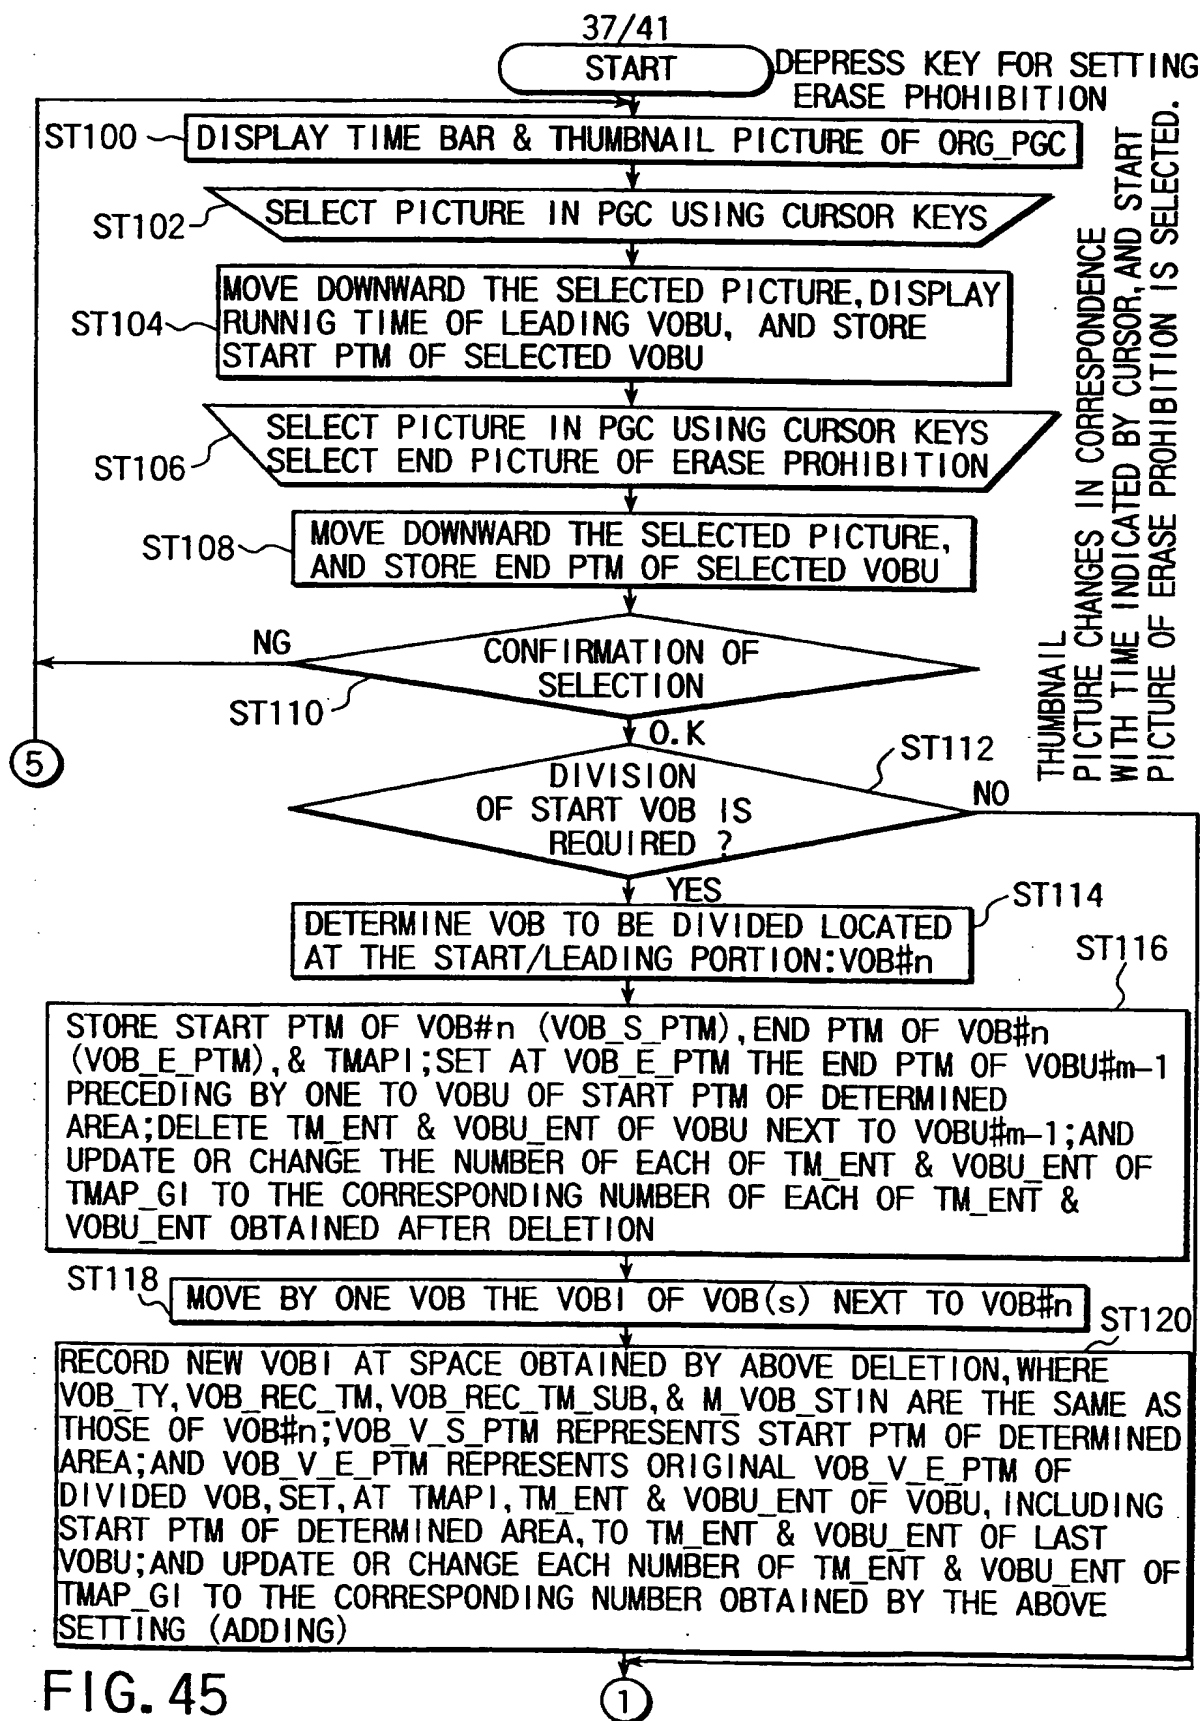 37/41
START
DEPRESS KEY FOR SETTING
ERASE PHOHIBITION
ST100
DISPLAY TIME BAR & THUMBNAIL PICTURE OF ORG_PGC
ST102
SELECT PICTURE IN PGC USING CURSOR KEYS
ST104
MOVE DOWNWARD THE SELECTED PICTURE, DISPLAY
RUNNIG TIME OF LEADING VOBU, AND STORE
START PTM OF SELECTED VOBU
ST106
SELECT PICTURE IN PGC USING CURSOR KEYS
SELECT END PICTURE OF ERASE PROHIBITION
ST108
MOVE DOWNWARD THE SELECTED PICTURE,
AND STORE END PTM OF SELECTED VOBU
THUMBNAIL
PICTURE CHANGES IN CORRESPONDENCE
WITH TIME INDICATED BY CURSOR, AND START
PICTURE OF ERASE PROHIBITION IS SELECTED.
NG
CONFIRMATION OF
SELECTION
ST110
O.K
5
ST112
DIVISION
OF START VOB IS
REQUIRED ?
NO
YES
ST114
DETERMINE VOB TO BE DIVIDED LOCATED
AT THE START/LEADING PORTION:VOB#n
ST116
STORE START PTM OF VOB#n (VOB_S_PTM), END PTM OF VOB#n
(VOB_E_PTM), & TMAPI;SET AT VOB_E_PTM THE END PTM OF VOBU#m-1
PRECEDING BY ONE TO VOBU OF START PTM OF DETERMINED
AREA;DELETE TM_ENT & VOBU_ENT OF VOBU NEXT TO VOBU#m-1;AND
UPDATE OR CHANGE THE NUMBER OF EACH OF TM_ENT & VOBU_ENT OF
TMAP_GI TO THE CORRESPONDING NUMBER OF EACH OF TM_ENT &
VOBU_ENT OBTAINED AFTER DELETION
ST118
MOVE BY ONE VOB THE VOBI OF VOB(s) NEXT TO VOB#n
ST120
RECORD NEW VOBI AT SPACE OBTAINED BY ABOVE DELETION, WHERE
VOB_TY, VOB_REC_TM, VOB_REC_TM_SUB, & M_VOB_STIN ARE THE SAME AS
THOSE OF VOB#n;VOB_V_S_PTM REPRESENTS START PTM OF DETERMINED
AREA;AND VOB_V_E_PTM REPRESENTS ORIGINAL VOB_V_E_PTM OF
DIVIDED VOB, SET, AT TMAPI, TM_ENT & VOBU_ENT OF VOBU, INCLUDING
START PTM OF DETERMINED AREA, TO TM_ENT & VOBU_ENT OF LAST
VOBU;AND UPDATE OR CHANGE EACH NUMBER OF TM_ENT & VOBU_ENT OF
TMAP_GI TO THE CORRESPONDING NUMBER OBTAINED BY THE ABOVE
SETTING (ADDING)
FIG. 45
1